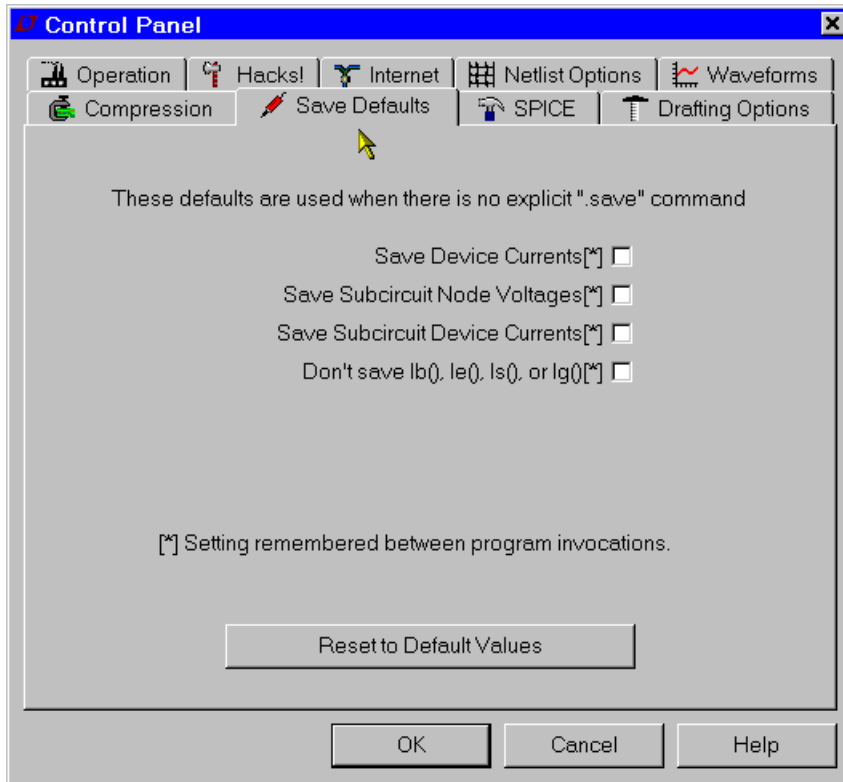 Control Panel
Operation
Hacks!
Internet
Netlist Options
Waveforms
Compression
Save Defaults
SPICE
Drafting Options
These defaults are used when there is no explicit ".save" command
Save Device Currents[*]
Save Subcircuit Node Voltages[*]
Save Subcircuit Device Currents[*]
Don't save Ib(), Ie(), Is(), or Ig()[*]
[*] Setting remembered between program invocations.
Reset to Default Values
OK
Cancel
Help